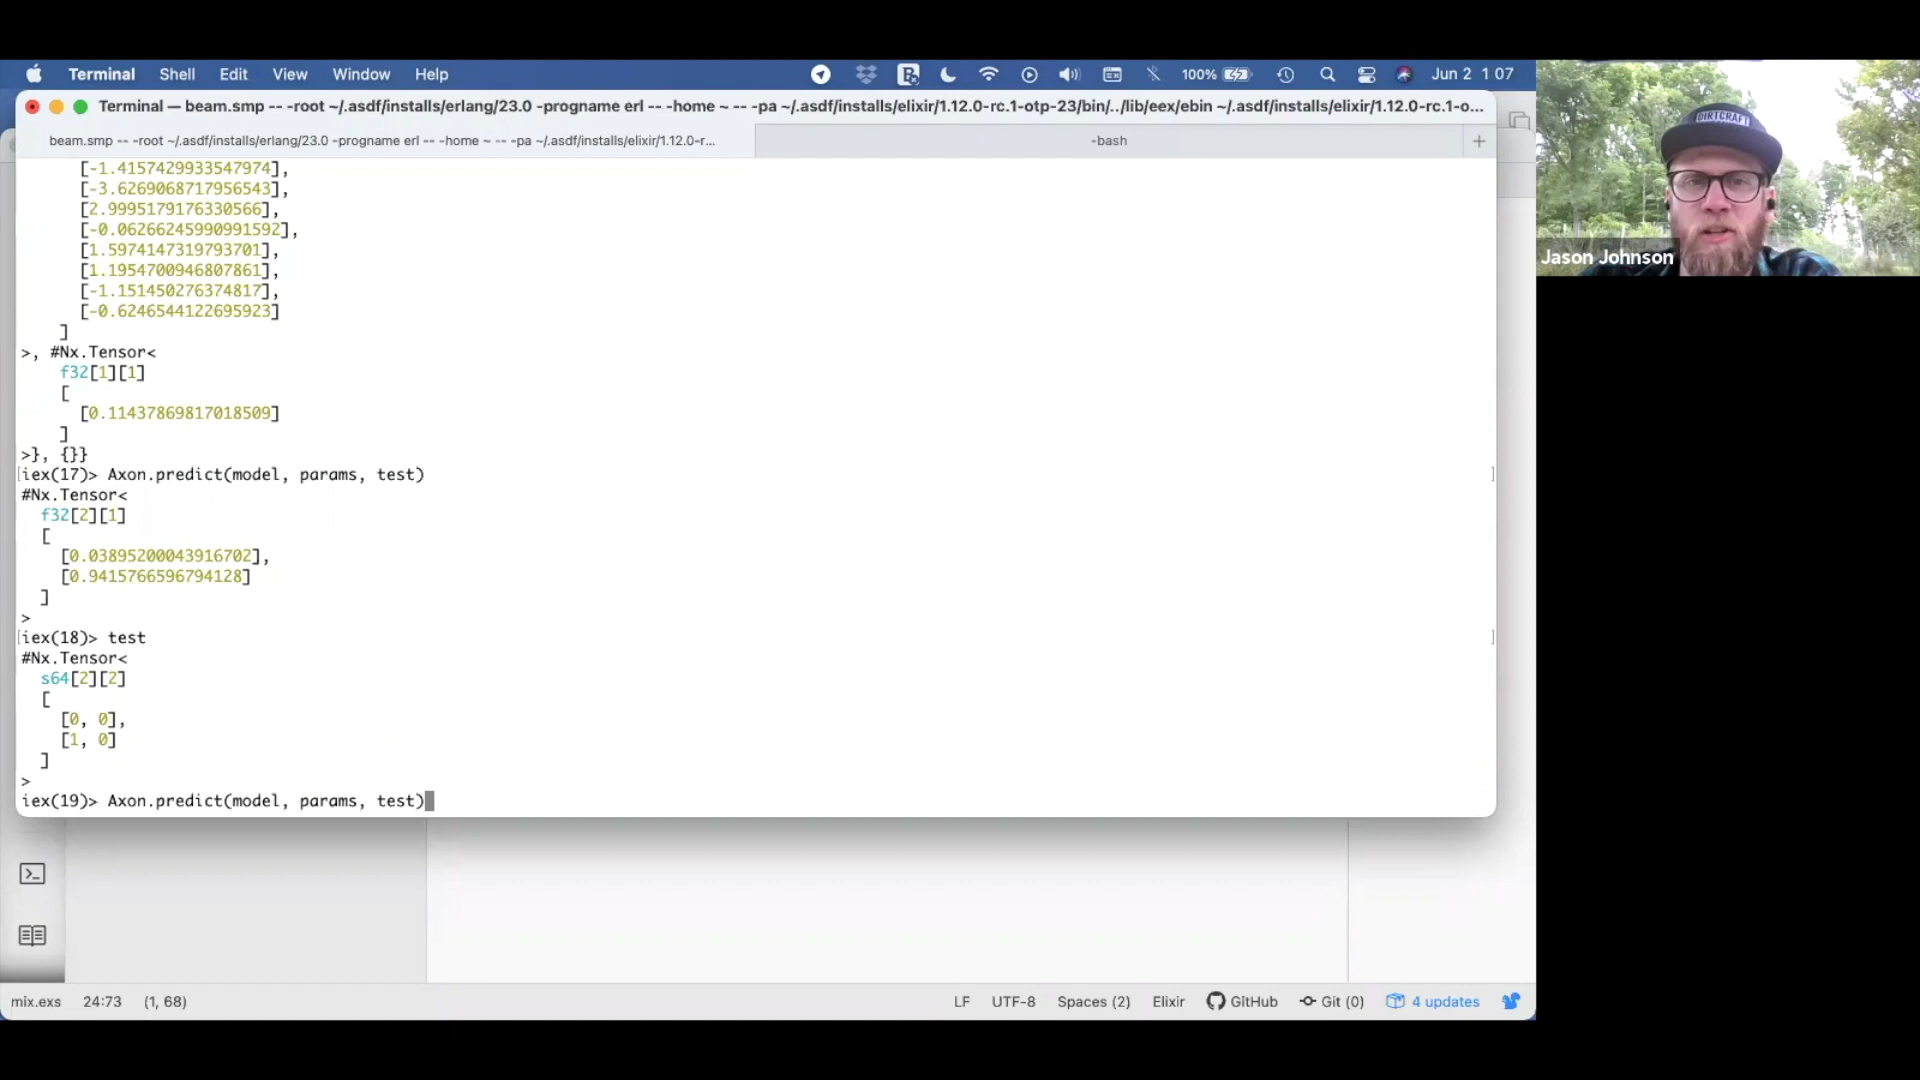 Terminal Shell Edit View Window Help 100% Jun 2 1 07
Terminal — beam.smp -- -root ~/.asdf/installs/erlang/23.0 -progname erl -- -home ~ -- -pa ~/.asdf/installs/elixir/1.12.0-rc.1-otp-23/bin/../lib/eex/ebin ~/.asdf/installs/elixir/1.12.0-rc.1-o...
beam.smp -- -root ~/.asdf/installs/erlang/23.0 -progname erl -- -home ~ -- -pa ~/.asdf/installs/elixir/1.12.0-r... -bash +
[-1.4157429933547974],
[-3.6269068717956543],
[2.9995179176330566],
[-0.06266245990991592],
[1.5974147319793701],
[1.1954700946807861],
[-1.151450276374817],
[-0.6246544122695923]
]
>, #Nx.Tensor<
f32[1][1]
[
[0.11437869817018509]
]
>}, {}}
[iex(17)> Axon.predict(model, params, test) ]
#Nx.Tensor<
f32[2][1]
[
[0.03895200043916702],
[0.9415766596794128]
]
>
[iex(18)> test ]
#Nx.Tensor<
s64[2][2]
[
[0, 0],
[1, 0]
]
>
iex(19)> Axon.predict(model, params, test)
mix.exs 24:73 (1, 68) LF UTF-8 Spaces (2) Elixir GitHub Git (0) 4 updates
DIRTCRAFT
Jason Johnson